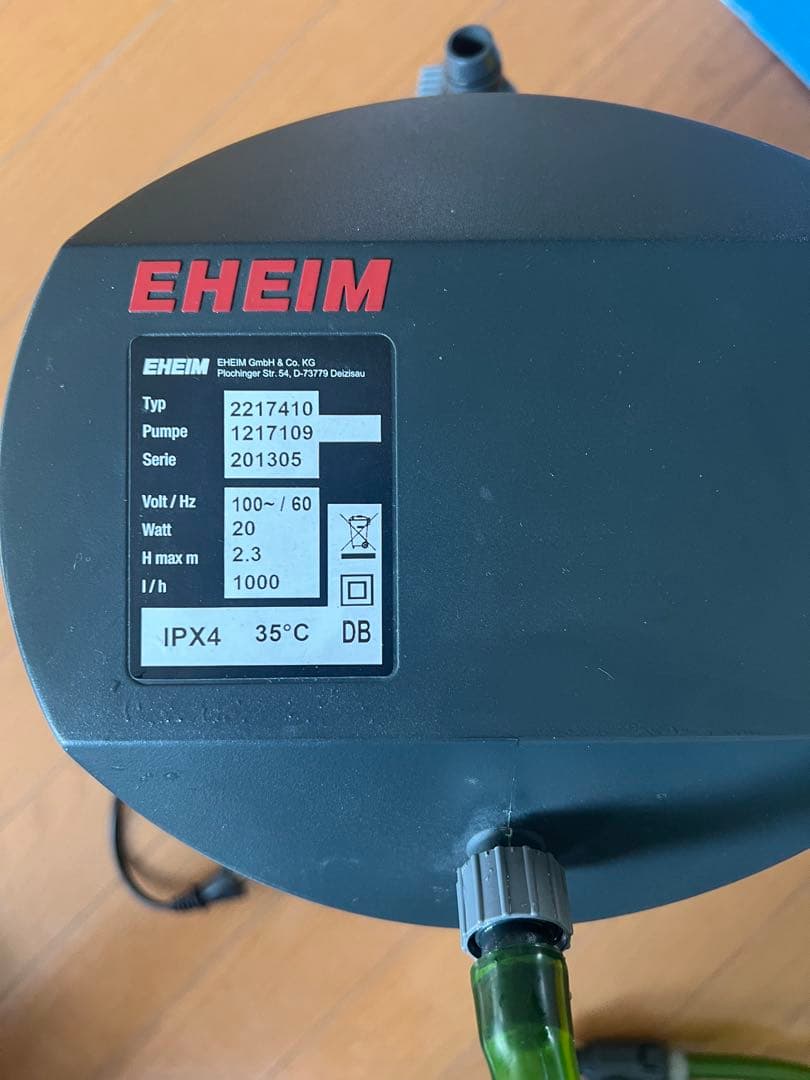 EHEIM
EHEIM EHEIM GmbH & Co. KG
Plochinger Str. 54, D-73779 Deizisau
Typ 2217410
Pumpe 1217109
Serie 201305
Volt / Hz 100~ / 60
Watt 20
H max m 2.3
l / h 1000
IPX4 35°C DB